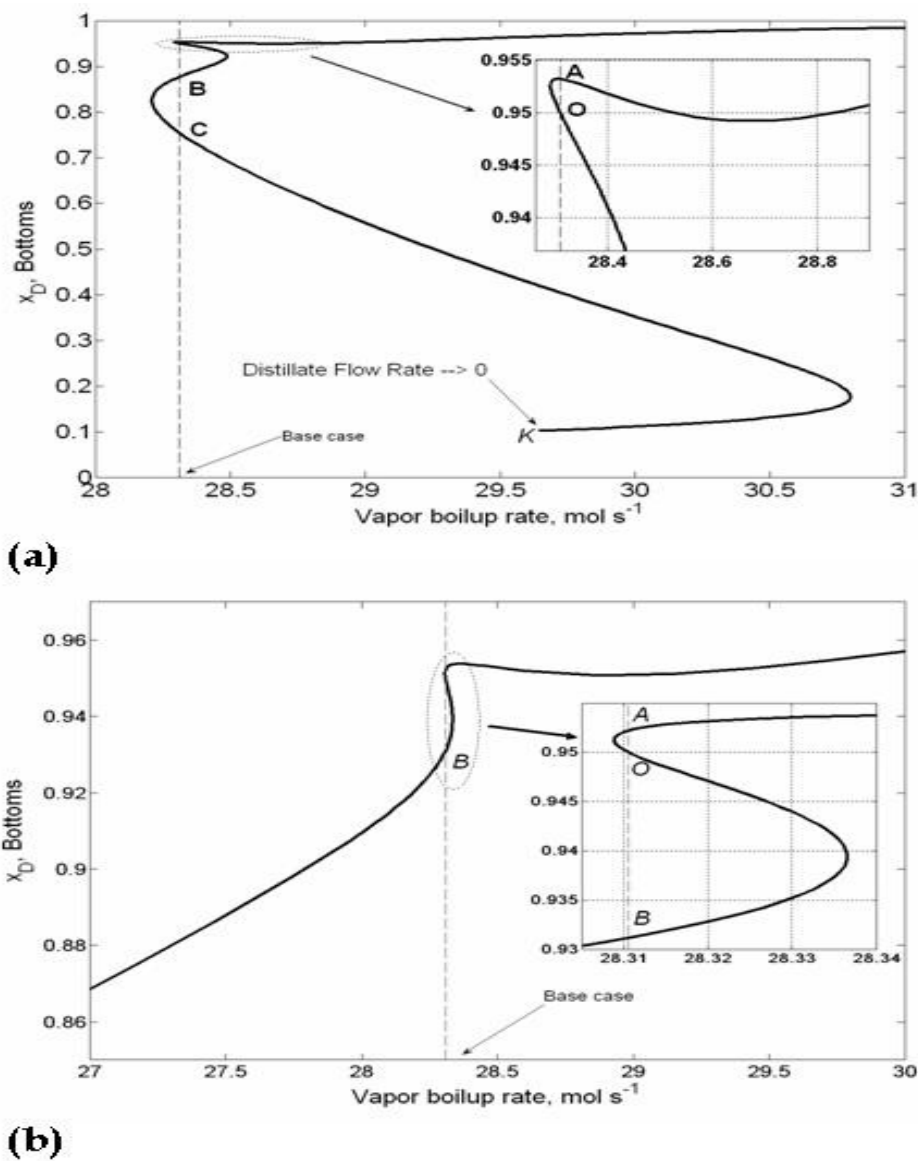 1
0.9
0.8
0.7
0.6
0.5
0.4
0.3
0.2
0.1
0
x_D, Bottoms
28
28.5
29
29.5
30
30.5
31
Vapor boilup rate, mol s⁻¹
B
C
Distillate Flow Rate --> 0
K
Base case
0.955
0.95
0.945
0.94
A
O
28.4
28.6
28.8
(a)
0.96
0.94
0.92
0.9
0.88
0.86
x_D, Bottoms
27
27.5
28
28.5
29
29.5
30
Vapor boilup rate, mol s⁻¹
B
Base case
0.95
0.945
0.94
0.935
0.93
A
O
B
28.31
28.32
28.33
28.34
(b)